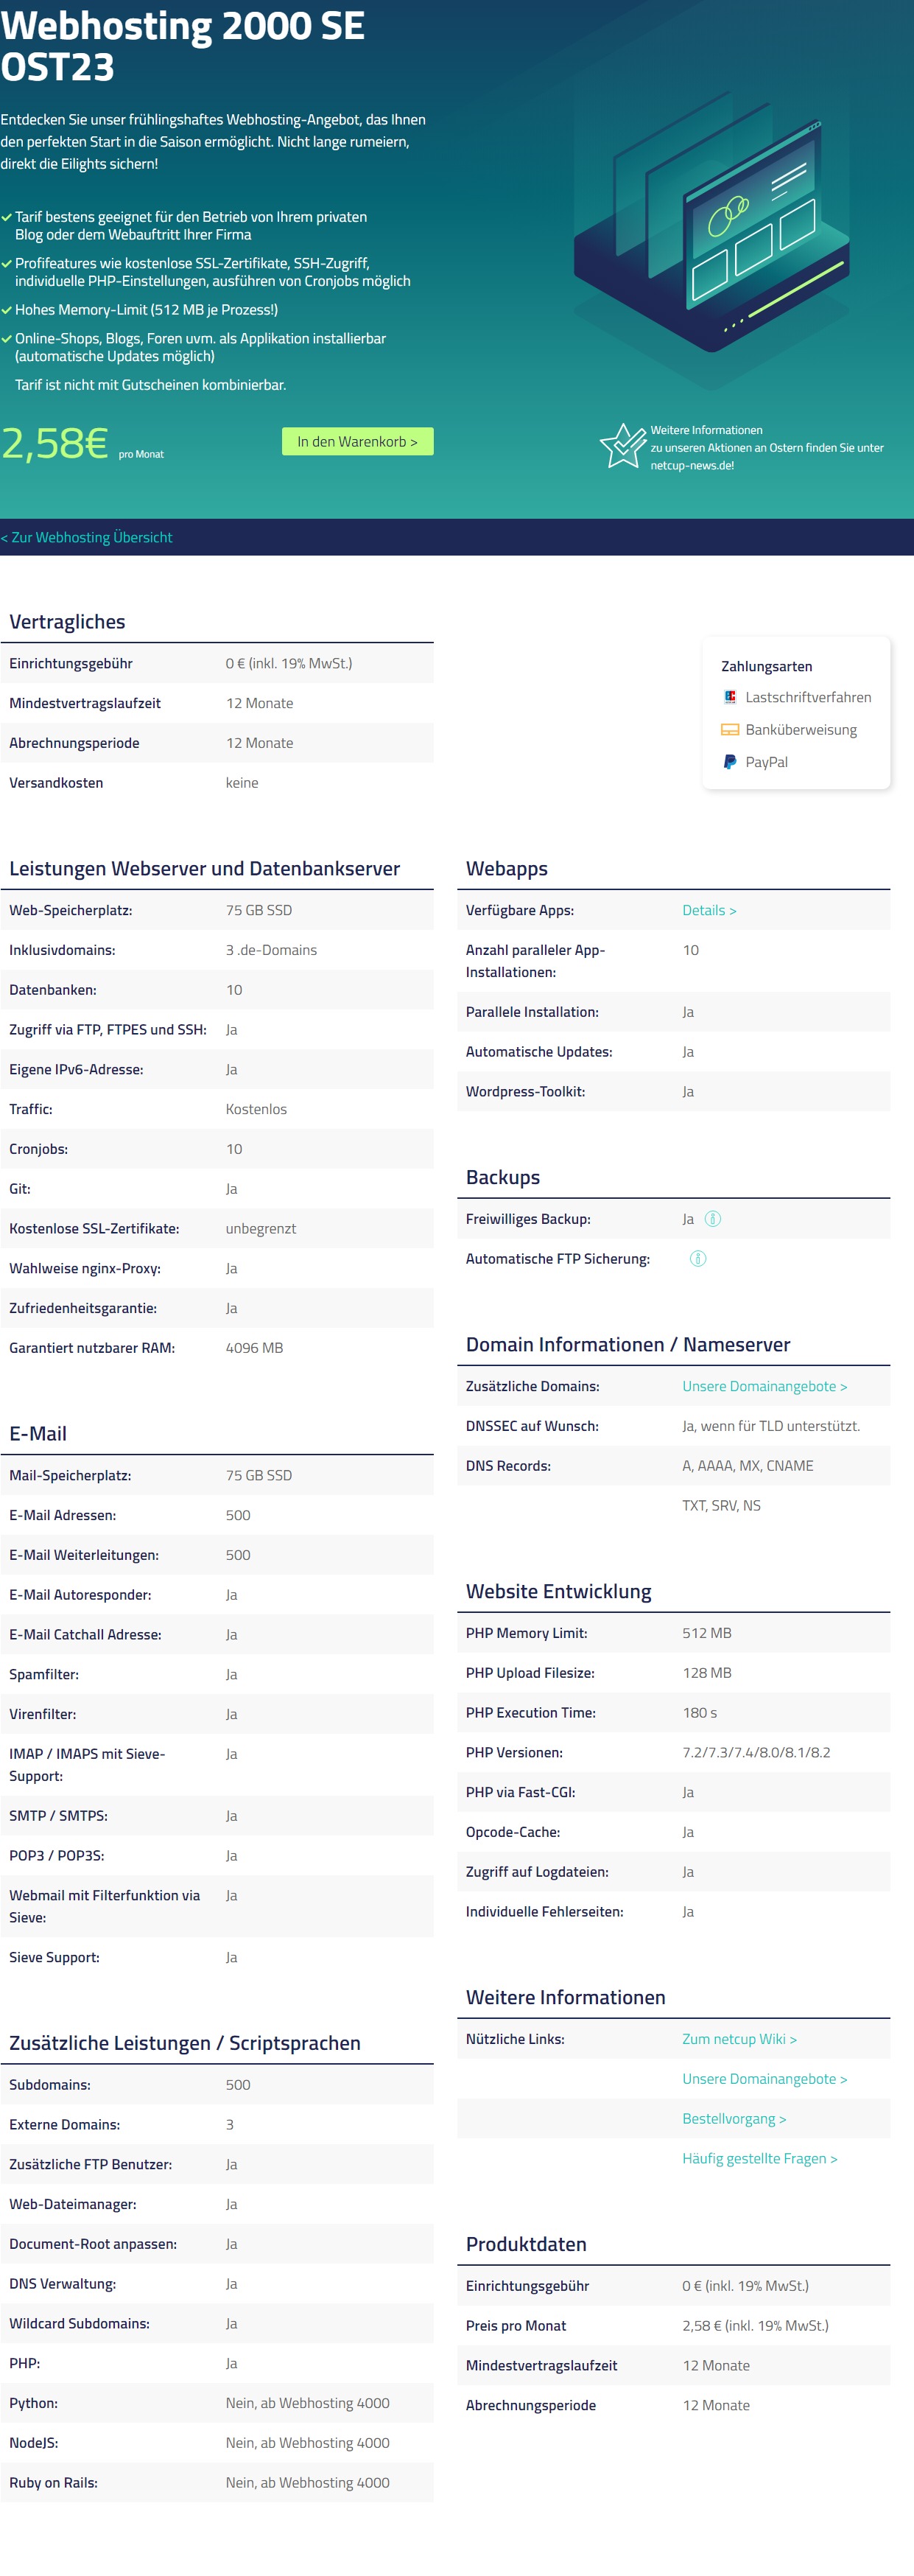 Webhosting 2000 SE
OST23
Entdecken Sie unser frühlingshaftes Webhosting-Angebot, das Ihnen
den perfekten Start in die Saison ermöglicht. Nicht lange rumeiern,
direkt die Eilights sichern!
Tarif bestens geeignet für den Betrieb von Ihrem privaten
Blog oder dem Webauftritt Ihrer Firma
Profifeatures wie kostenlose SSL-Zertifikate, SSH-Zugriff,
individuelle PHP-Einstellungen, ausführen von Cronjobs möglich
Hohes Memory-Limit (512 MB je Prozess!)
Online-Shops, Blogs, Foren uvm. als Applikation installierbar
(automatische Updates möglich)
Tarif ist nicht mit Gutscheinen kombinierbar.
2,58€ pro Monat
In den Warenkorb >
Weitere Informationen
zu unseren Aktionen an Ostern finden Sie unter
netcup-news.de!
< Zur Webhosting Übersicht
Vertragliches
Einrichtungsgebühr 0 € (inkl. 19% MwSt.)
Mindestvertragslaufzeit 12 Monate
Abrechnungsperiode 12 Monate
Versandkosten keine
Zahlungsarten
Lastschriftverfahren
Banküberweisung
PayPal
Leistungen Webserver und Datenbankserver
Web-Speicherplatz: 75 GB SSD
Inklusivdomains: 3 .de-Domains
Datenbanken: 10
Zugriff via FTP, FTPES und SSH: Ja
Eigene IPv6-Adresse: Ja
Traffic: Kostenlos
Cronjobs: 10
Git: Ja
Kostenlose SSL-Zertifikate: unbegrenzt
Wahlweise nginx-Proxy: Ja
Zufriedenheitsgarantie: Ja
Garantiert nutzbarer RAM: 4096 MB
E-Mail
Mail-Speicherplatz: 75 GB SSD
E-Mail Adressen: 500
E-Mail Weiterleitungen: 500
E-Mail Autoresponder: Ja
E-Mail Catchall Adresse: Ja
Spamfilter: Ja
Virenfilter: Ja
IMAP / IMAPS mit Sieve- Ja
Support:
SMTP / SMTPS: Ja
POP3 / POP3S: Ja
Webmail mit Filterfunktion via Ja
Sieve:
Sieve Support: Ja
Zusätzliche Leistungen / Scriptsprachen
Subdomains: 500
Externe Domains: 3
Zusätzliche FTP Benutzer: Ja
Web-Dateimanager: Ja
Document-Root anpassen: Ja
DNS Verwaltung: Ja
Wildcard Subdomains: Ja
PHP: Ja
Python: Nein, ab Webhosting 4000
NodeJS: Nein, ab Webhosting 4000
Ruby on Rails: Nein, ab Webhosting 4000
Webapps
Verfügbare Apps: Details >
Anzahl paralleler App- 10
Installationen:
Parallele Installation: Ja
Automatische Updates: Ja
Wordpress-Toolkit: Ja
Backups
Freiwilliges Backup: Ja
Automatische FTP Sicherung:
Domain Informationen / Nameserver
Zusätzliche Domains: Unsere Domainangebote >
DNSSEC auf Wunsch: Ja, wenn für TLD unterstützt.
DNS Records: A, AAAA, MX, CNAME
TXT, SRV, NS
Website Entwicklung
PHP Memory Limit: 512 MB
PHP Upload Filesize: 128 MB
PHP Execution Time: 180 s
PHP Versionen: 7.2/7.3/7.4/8.0/8.1/8.2
PHP via Fast-CGI: Ja
Opcode-Cache: Ja
Zugriff auf Logdateien: Ja
Individuelle Fehlerseiten: Ja
Weitere Informationen
Nützliche Links: Zum netcup Wiki >
Unsere Domainangebote >
Bestellvorgang >
Häufig gestellte Fragen >
Produktdaten
Einrichtungsgebühr 0 € (inkl. 19% MwSt.)
Preis pro Monat 2,58 € (inkl. 19% MwSt.)
Mindestvertragslaufzeit 12 Monate
Abrechnungsperiode 12 Monate